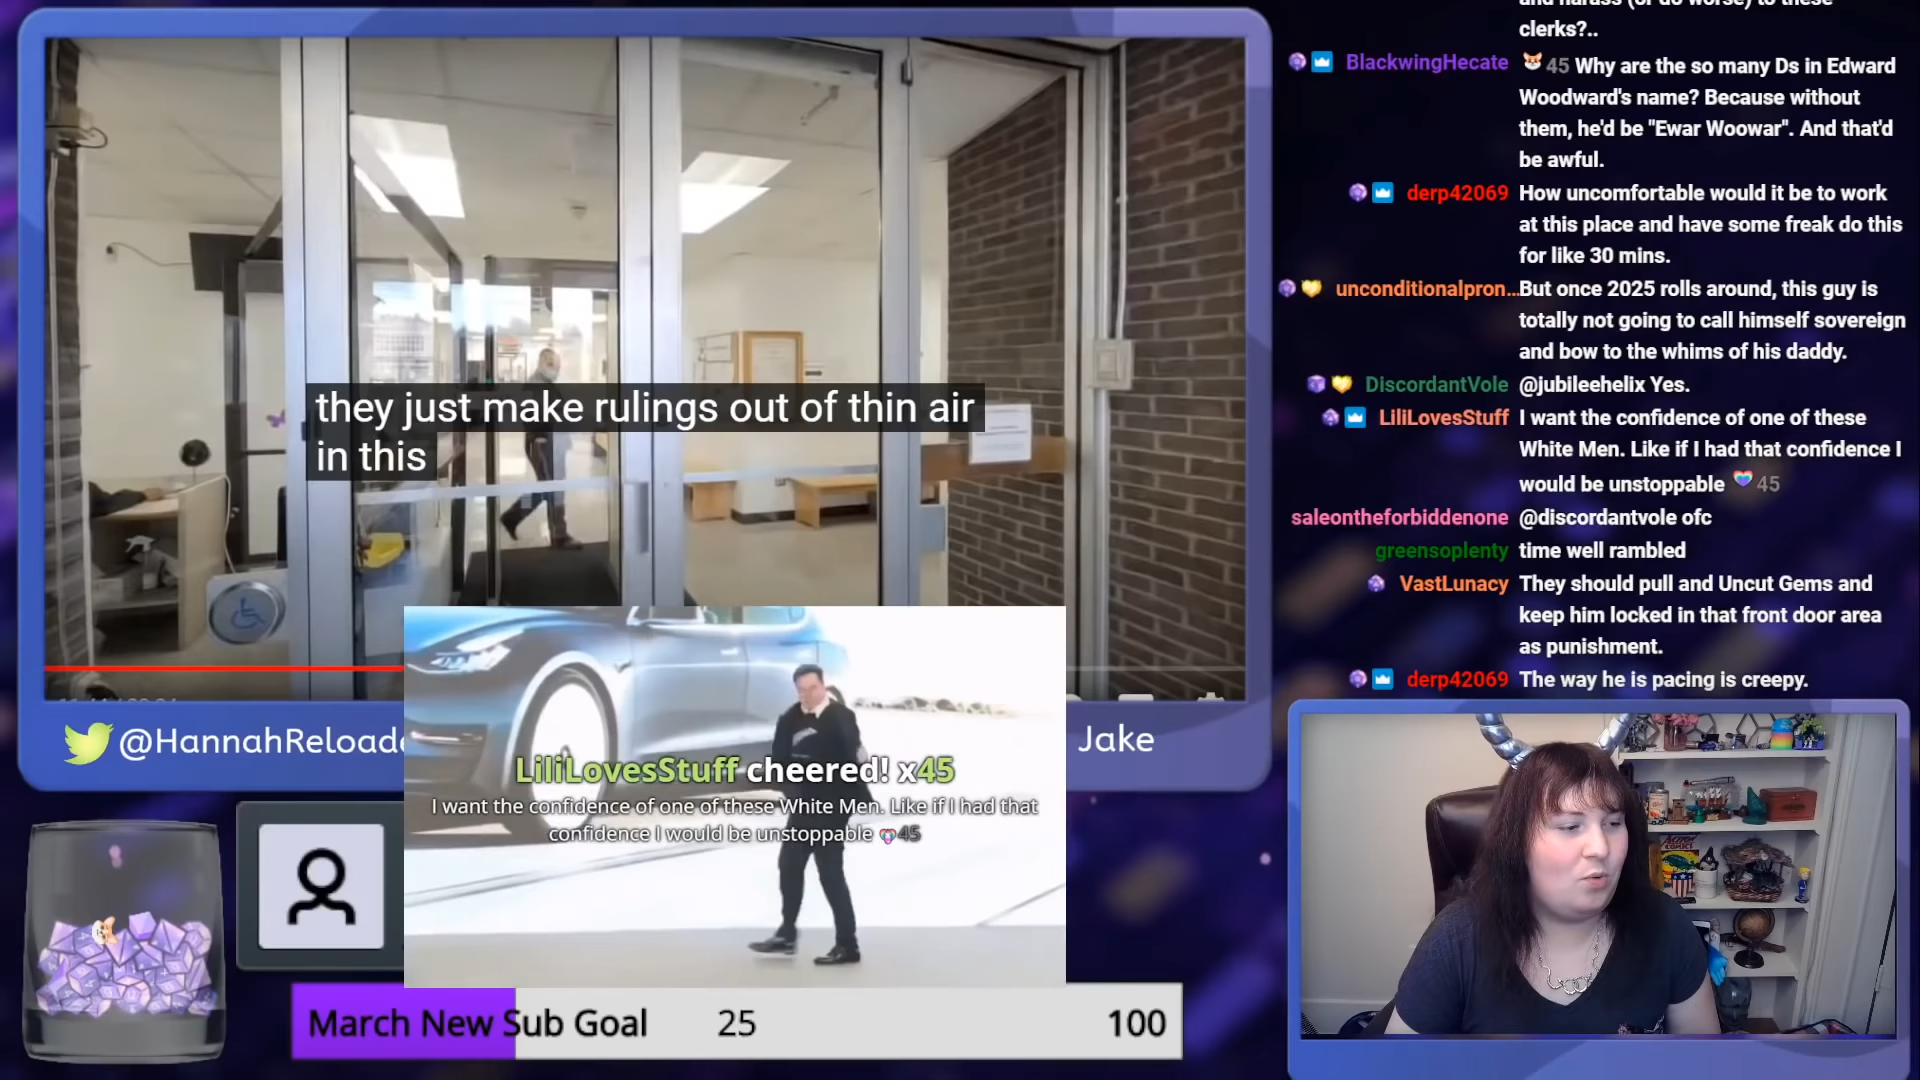 they just make rulings out of thin air
in this
@HannahReloade
Jake
LiliLovesStuff cheered! x45
I want the confidence of one of these White Men. Like if I had that
confidence I would be unstoppable 45
March New Sub Goal 25 100
clerks?..
BlackwingHecate 45 Why are the so many Ds in Edward
Woodward's name? Because without
them, he'd be "Ewar Woowar". And that'd
be awful.
derp42069 How uncomfortable would it be to work
at this place and have some freak do this
for like 30 mins.
unconditionalpron... But once 2025 rolls around, this guy is
totally not going to call himself sovereign
and bow to the whims of his daddy.
DiscordantVole @jubileehelix Yes.
LiliLovesStuff I want the confidence of one of these
White Men. Like if I had that confidence I
would be unstoppable 45
saleontheforbiddenone @discordantvole ofc
greensoplenty time well rambled
VastLunacy They should pull and Uncut Gems and
keep him locked in that front door area
as punishment.
derp42069 The way he is pacing is creepy.